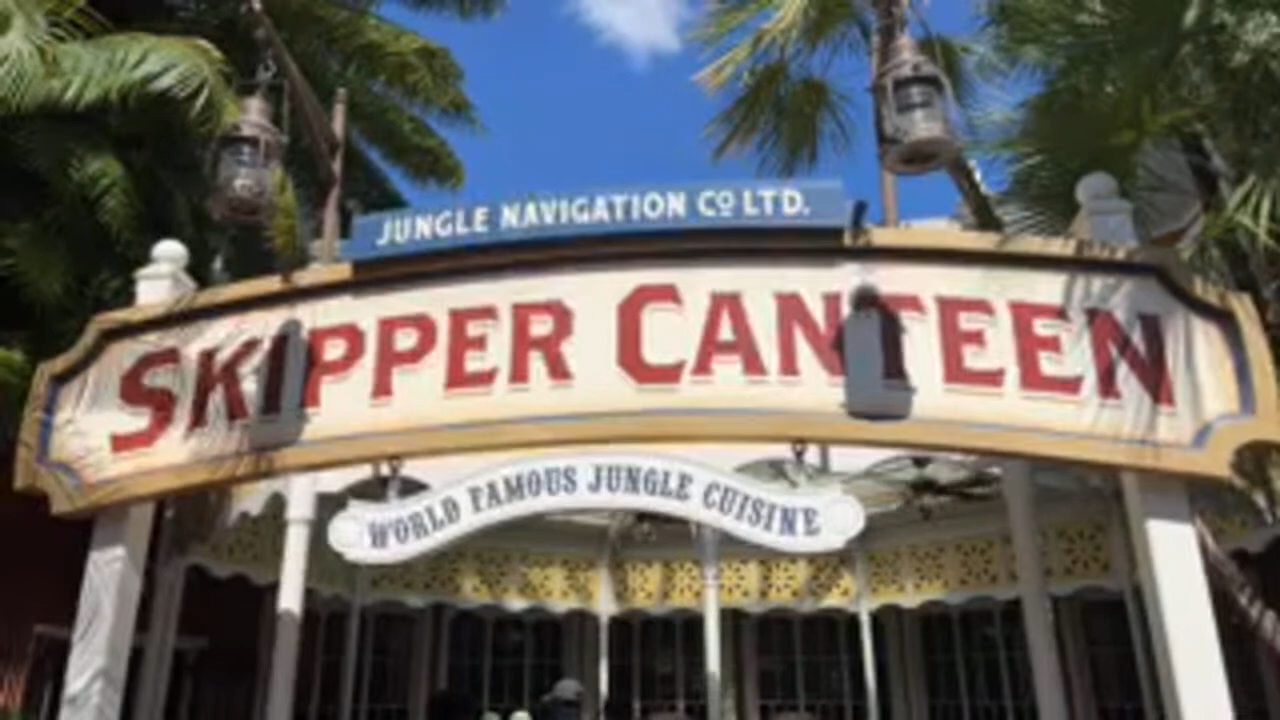 JUNGLE NAVIGATION Co LTD.
SKIPPER CANTEEN
WORLD FAMOUS JUNGLE CUISINE